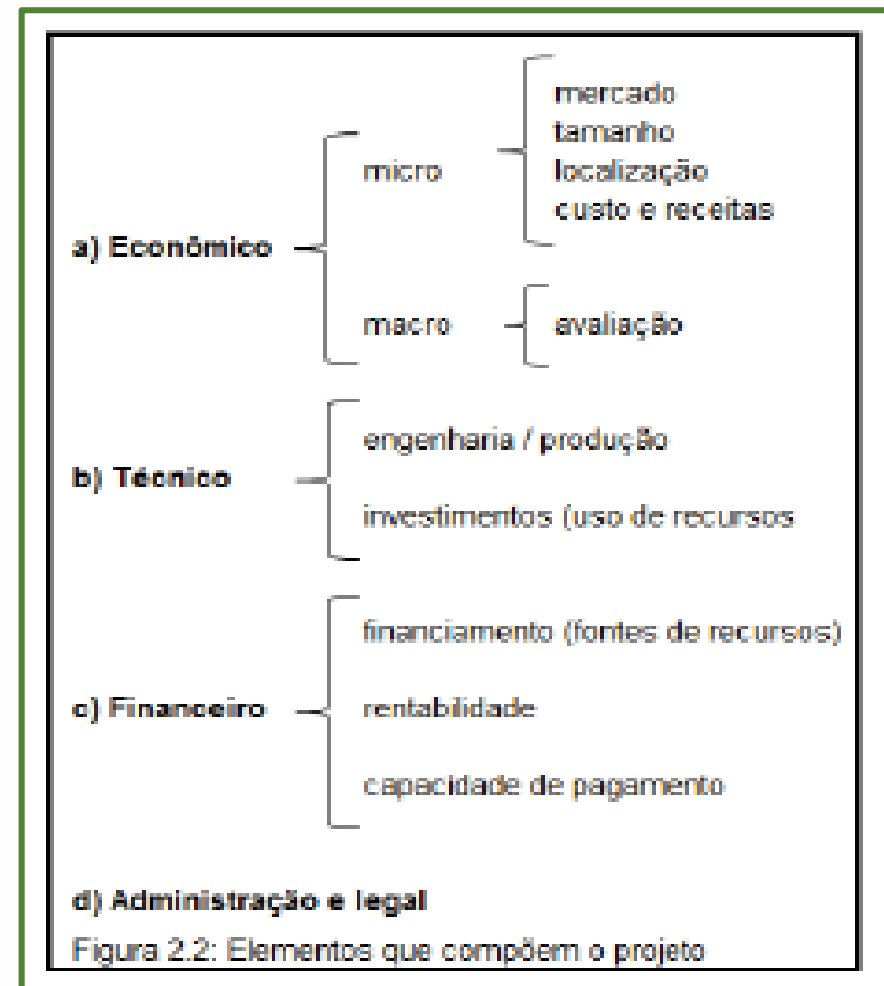 mercado
tamanho
micro
localização
custo e receitas
a) Econômico
macro
avaliação
engenharia / produção
b) Técnico
investimentos (uso de recursos
financiamento (fontes de recursos)
c) Financeiro
rentabilidade
capacidade de pagamento
d) Administração e legal
Figura 2.2: Elementos que compõem o projeto